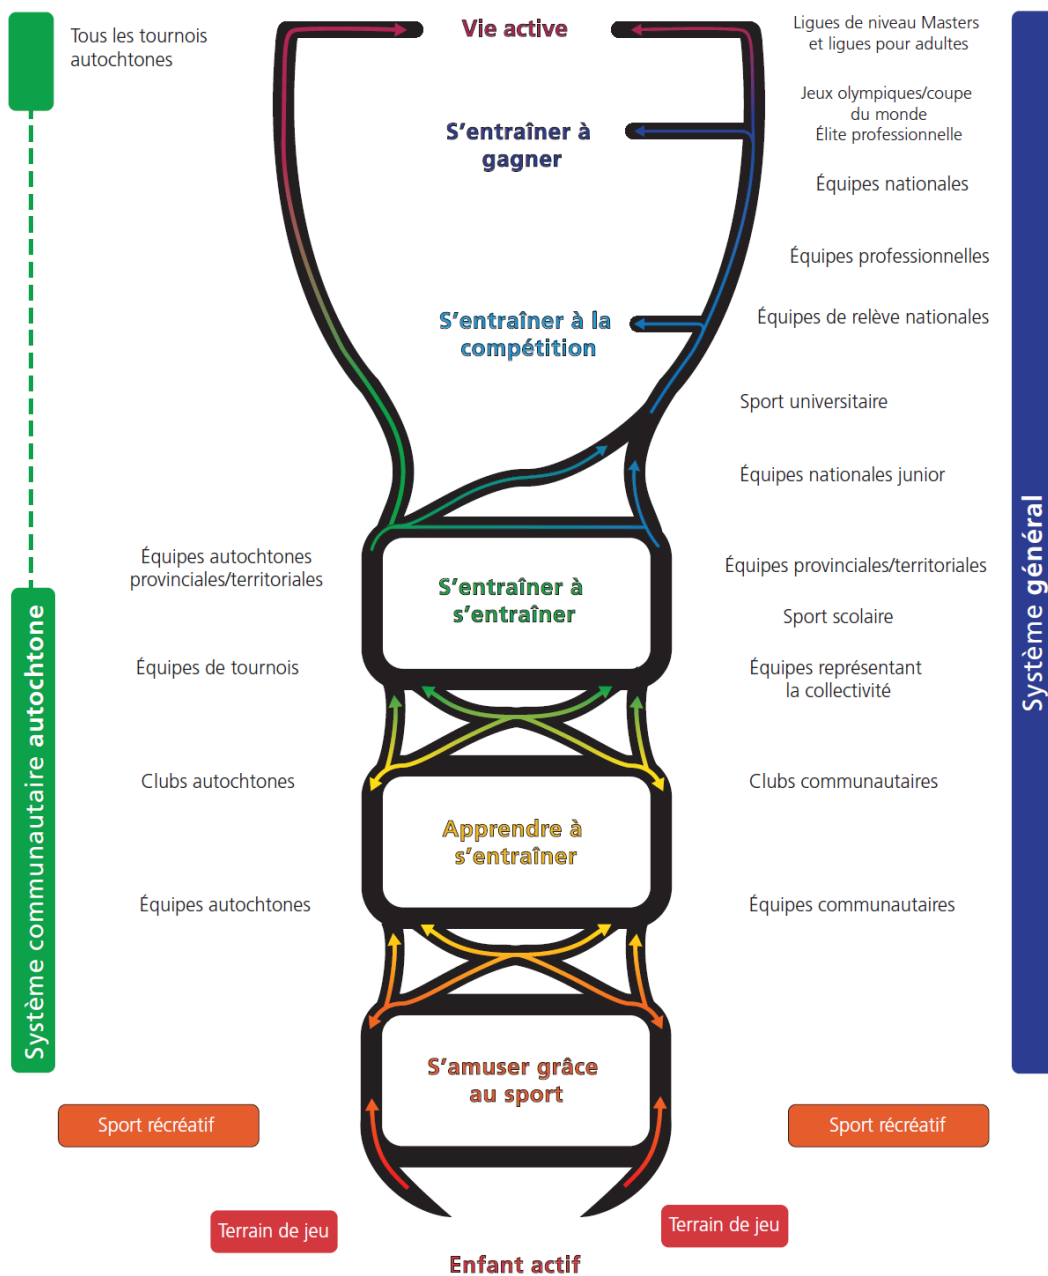 Tous les tournois
autochtones
Vie active
Ligues de niveau Masters
et ligues pour adultes
S’entraîner à
gagner
Jeux olympiques/coupe
du monde
Élite professionnelle
Équipes nationales
Équipes professionnelles
S’entraîner à la
compétition
Équipes de relève nationales
Sport universitaire
Équipes nationales junior
Équipes autochtones
provinciales/territoriales
S’entraîner à
s’entraîner
Équipes provinciales/territoriales
Sport scolaire
Équipes de tournois
Équipes représentant
la collectivité
Clubs autochtones
Clubs communautaires
Apprendre à
s’entraîner
Équipes autochtones
Équipes communautaires
S’amuser grâce
au sport
Sport récréatif
Sport récréatif
Terrain de jeu
Terrain de jeu
Enfant actif
Système communautaire autochtone
Système général